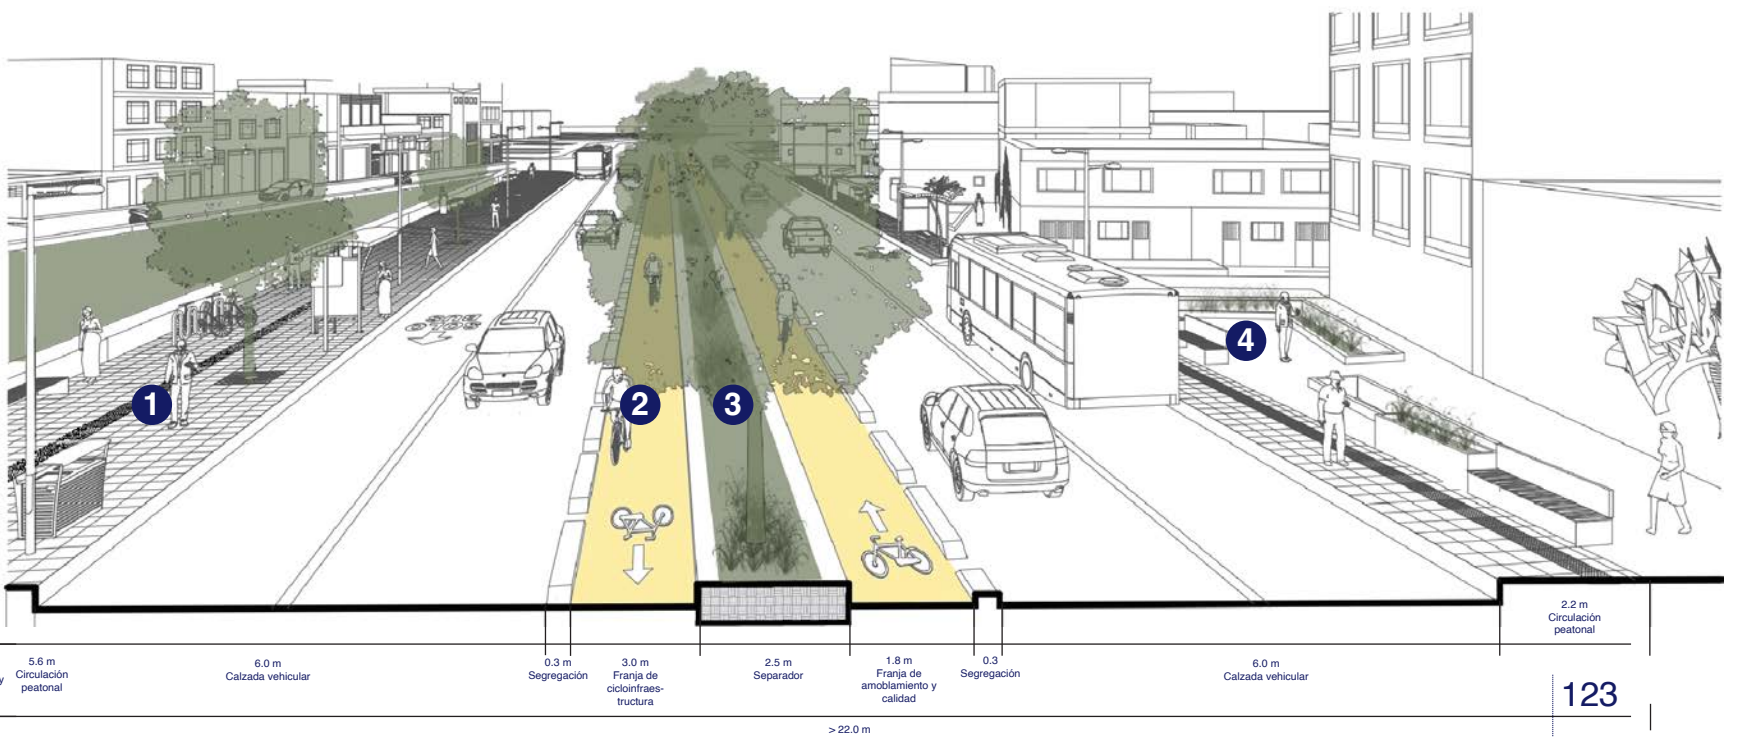 1
2
3
4
5.6 m
y Circulación
peatonal
6.0 m
Calzada vehicular
0.3 m
Segregación
3.0 m
Franja de
cicloinfraes-
tructura
2.5 m
Separador
1.8 m
Franja de
amoblamiento y
calidad
0.3
Segregación
6.0 m
Calzada vehicular
2.2 m
Circulación
peatonal
123
> 22.0 m